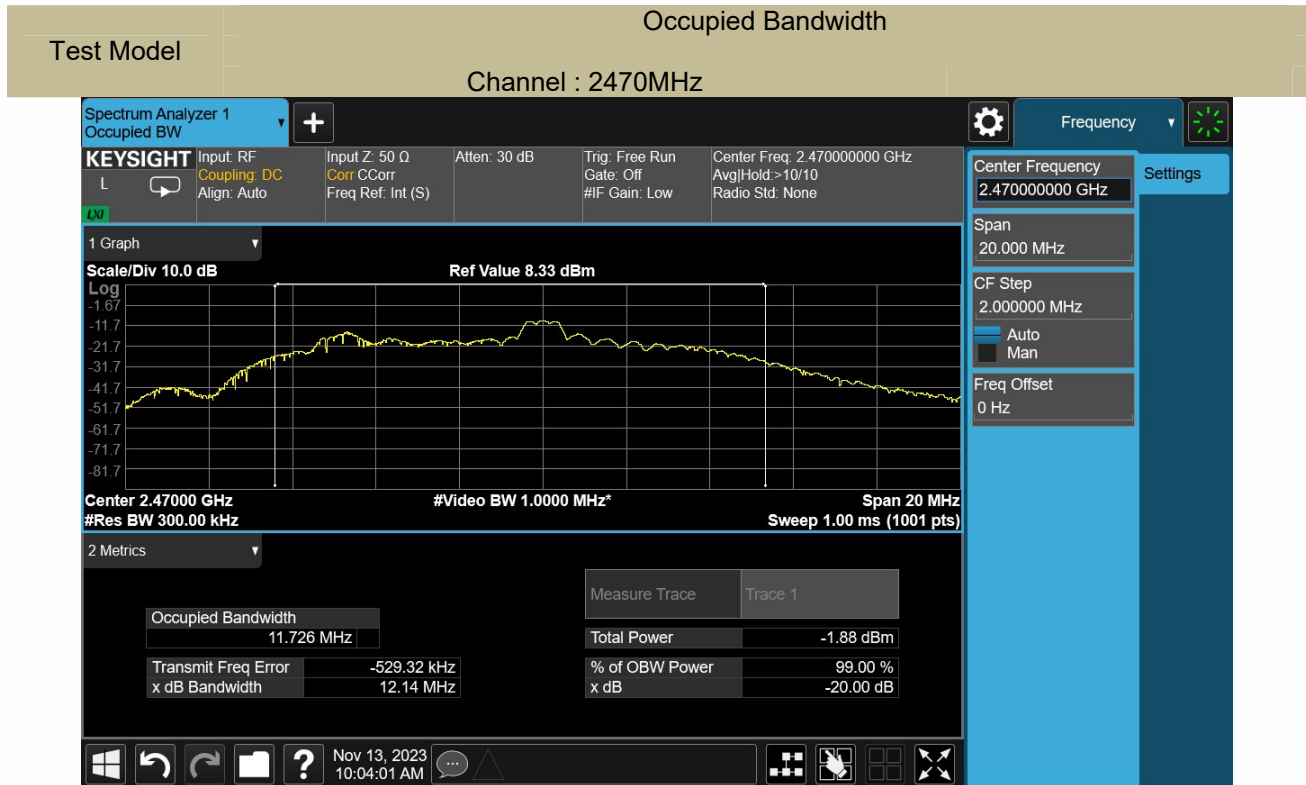 Occupied Bandwidth
Test Model
Channel : 2470MHz
Spectrum Analyzer 1
Occupied BW
Frequency
KEYSIGHT
L
LXI
Input: RF
Coupling: DC
Align: Auto
Input Z: 50 Ω
Corr CCorr
Freq Ref: Int (S)
Atten: 30 dB
Trig: Free Run
Gate: Off
#IF Gain: Low
Center Freq: 2.470000000 GHz
Avg|Hold:>10/10
Radio Std: None
Center Frequency
2.470000000 GHz
Settings
Span
20.000 MHz
CF Step
2.000000 MHz
Auto
Man
Freq Offset
0 Hz
1 Graph
Scale/Div 10.0 dB
Ref Value 8.33 dBm
Log
-1.67
-11.7
-21.7
-31.7
-41.7
-51.7
-61.7
-71.7
-81.7
Center 2.47000 GHz
#Video BW 1.0000 MHz*
Span 20 MHz
#Res BW 300.00 kHz
Sweep 1.00 ms (1001 pts)
2 Metrics
Measure Trace Trace 1
Occupied Bandwidth
11.726 MHz
Total Power -1.88 dBm
Transmit Freq Error -529.32 kHz
% of OBW Power 99.00 %
x dB Bandwidth 12.14 MHz
x dB -20.00 dB
Nov 13, 2023
10:04:01 AM